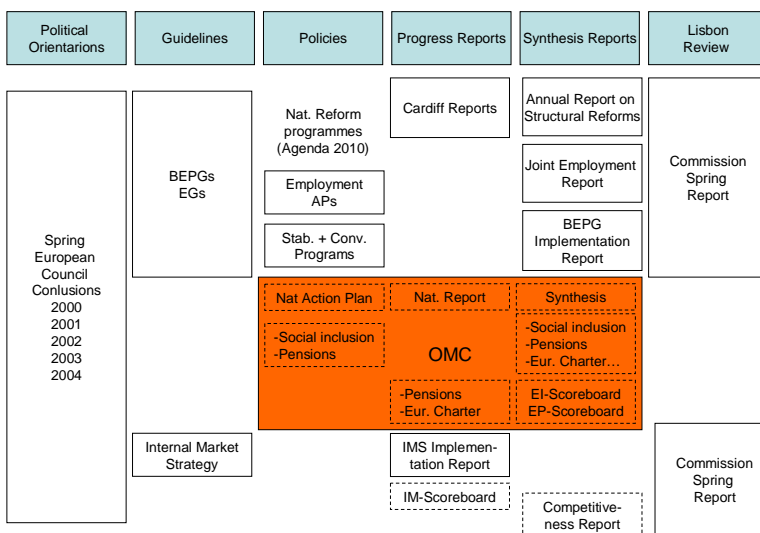 Political
Orientarions
Guidelines
Policies
Progress Reports
Synthesis Reports
Lisbon
Review
Spring
European
Council
Conlusions
2000
2001
2002
2003
2004
BEPGs
EGs
Nat. Reform
programmes
(Agenda 2010)
Employment
APs
Stab. + Conv.
Programs
Cardiff Reports
Annual Report on
Structural Reforms
Joint Employment
Report
BEPG
Implementation
Report
Commission
Spring
Report
Nat Action Plan
Nat. Report
Synthesis
-Social inclusion
-Pensions
OMC
-Social inclusion
-Pensions
-Eur. Charter…
-Pensions
-Eur. Charter
EI-Scoreboard
EP-Scoreboard
Internal Market
Strategy
IMS Implemen-
tation Report
IM-Scoreboard
Competitive-
ness Report
Commission
Spring
Report